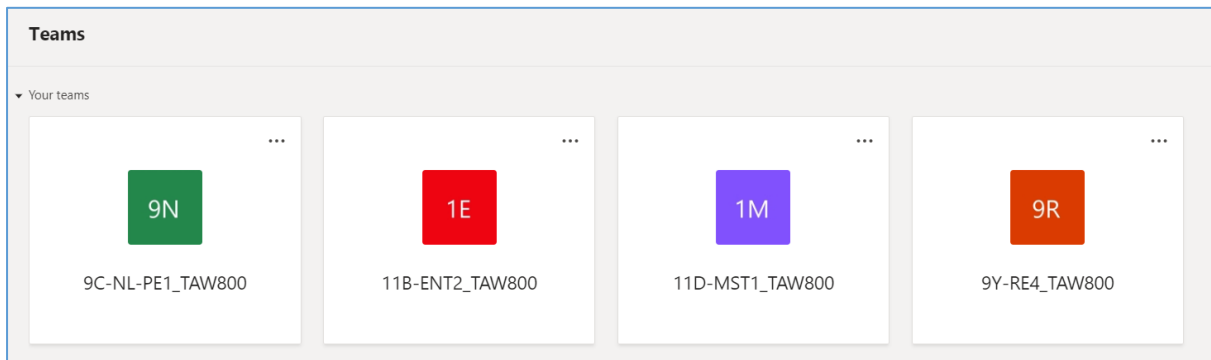 Teams
Your teams
9N
9C-NL-PE1_TAW800
1E
11B-ENT2_TAW800
1M
11D-MST1_TAW800
9R
9Y-RE4_TAW800